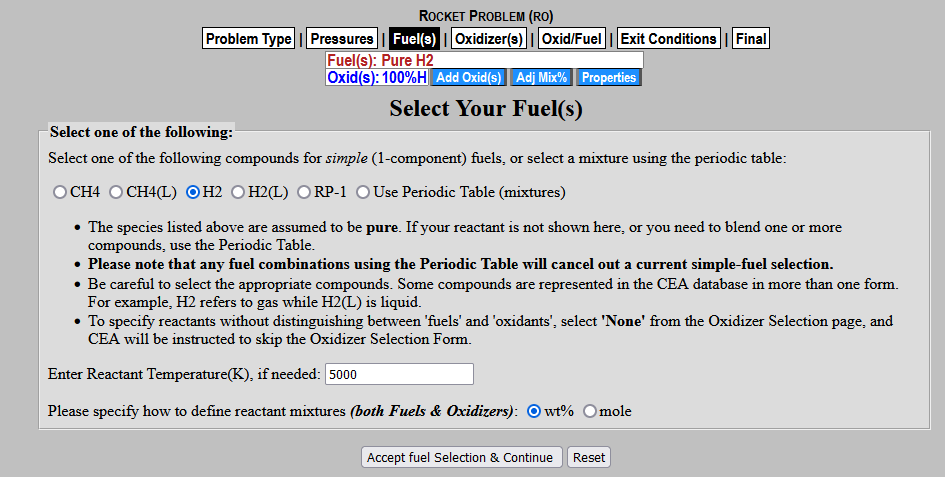 ROCKET PROBLEM (RO)
Problem Type | Pressures | Fuel(s) | Oxidizer(s) | Oxid/Fuel | Exit Conditions | Final
Fuel(s): Pure H2
Oxid(s): 100%H Add Oxid(s) Adj Mix% Properties
Select Your Fuel(s)
Select one of the following:
Select one of the following compounds for simple (1-component) fuels, or select a mixture using the periodic table:
CH4 CH4(L) H2 H2(L) RP-1 Use Periodic Table (mixtures)
• The species listed above are assumed to be pure. If your reactant is not shown here, or you need to blend one or more
compounds, use the Periodic Table.
• Please note that any fuel combinations using the Periodic Table will cancel out a current simple-fuel selection.
• Be careful to select the appropriate compounds. Some compounds are represented in the CEA database in more than one form.
For example, H2 refers to gas while H2(L) is liquid.
• To specify reactants without distinguishing between 'fuels' and 'oxidants', select 'None' from the Oxidizer Selection page, and
CEA will be instructed to skip the Oxidizer Selection Form.
Enter Reactant Temperature(K), if needed: 5000
Please specify how to define reactant mixtures (both Fuels & Oxidizers): wt% mole
Accept fuel Selection & Continue Reset